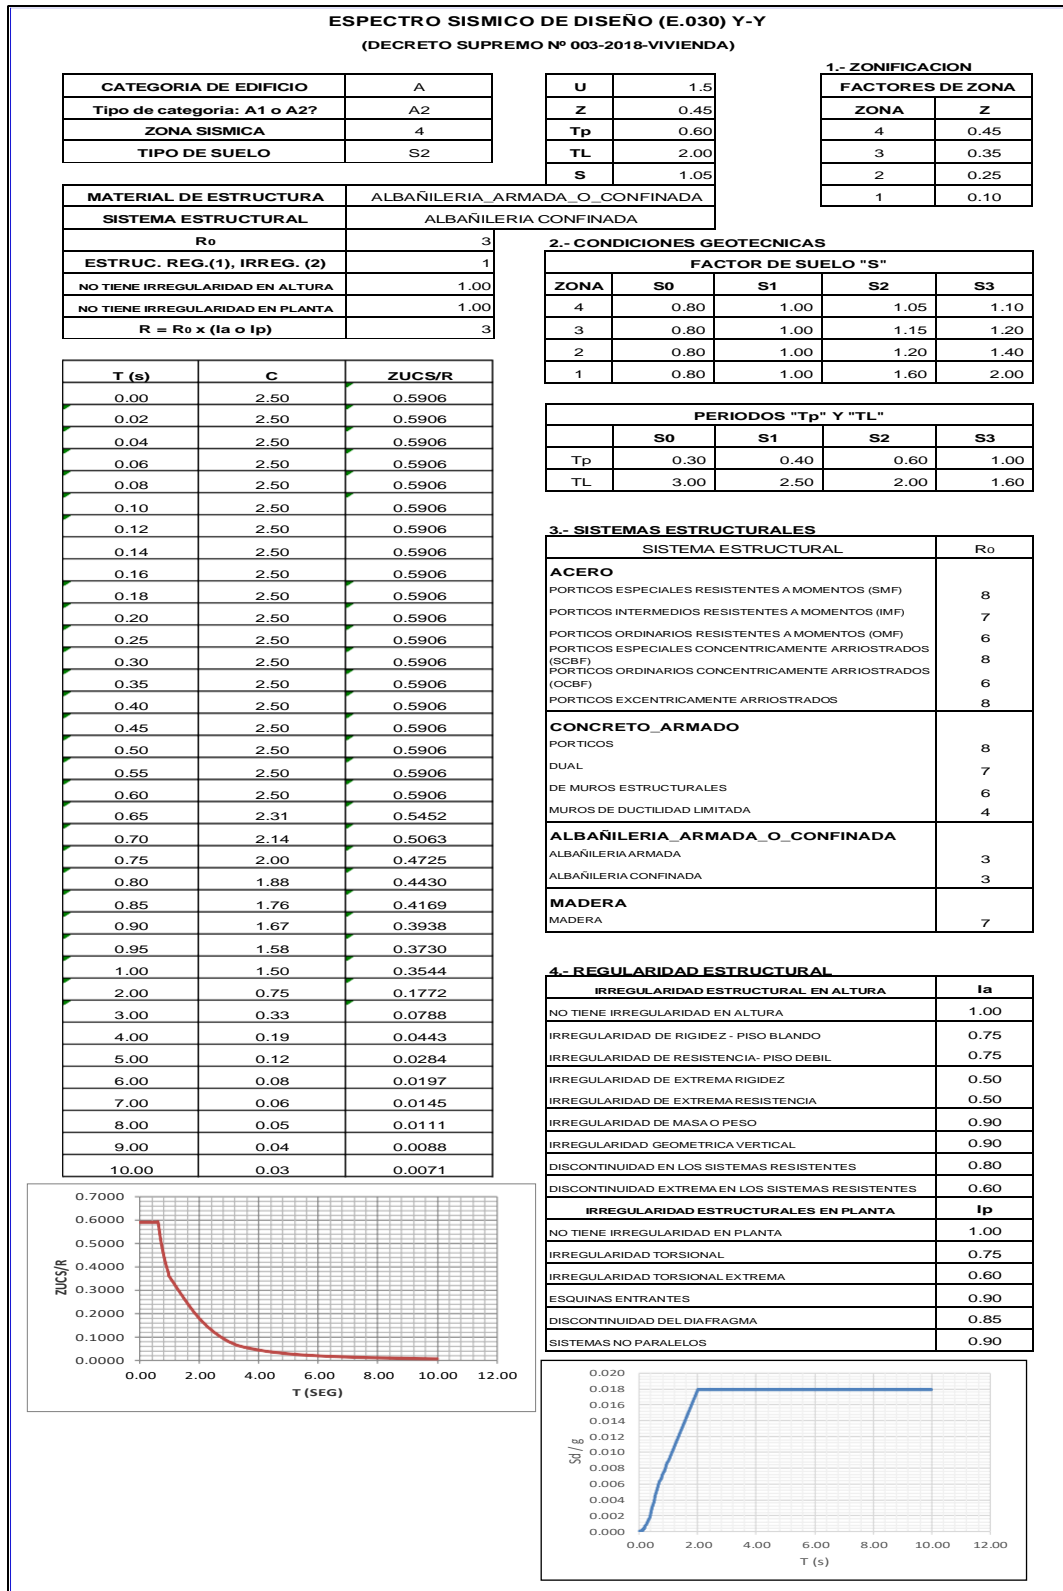 ESPECTRO SISMICO DE DISEÑO (E.030) Y-Y
(DECRETO SUPREMO Nº 003-2018-VIVIENDA)
CATEGORIA DE EDIFICIO A
Tipo de categoria: A1 o A2? A2
ZONA SISMICA 4
TIPO DE SUELO S2
U 1.5
Z 0.45
Tp 0.60
TL 2.00
S 1.05
1.- ZONIFICACION
FACTORES DE ZONA
ZONA Z
4 0.45
3 0.35
2 0.25
1 0.10
MATERIAL DE ESTRUCTURA ALBAÑILERIA_ARMADA_O_CONFINADA
SISTEMA ESTRUCTURAL ALBAÑILERIA CONFINADA
R0 3
ESTRUC. REG.(1), IRREG. (2) 1
NO TIENE IRREGULARIDAD EN ALTURA 1.00
NO TIENE IRREGULARIDAD EN PLANTA 1.00
R = R0 x (Ia o Ip) 3
2.- CONDICIONES GEOTECNICAS
FACTOR DE SUELO "S"
ZONA S0 S1 S2 S3
4 0.80 1.00 1.05 1.10
3 0.80 1.00 1.15 1.20
2 0.80 1.00 1.20 1.40
1 0.80 1.00 1.60 2.00
PERIODOS "Tp" Y "TL"
S0 S1 S2 S3
Tp 0.30 0.40 0.60 1.00
TL 3.00 2.50 2.00 1.60
T (s) C ZUCS/R
0.00 2.50 0.5906
0.02 2.50 0.5906
0.04 2.50 0.5906
0.06 2.50 0.5906
0.08 2.50 0.5906
0.10 2.50 0.5906
0.12 2.50 0.5906
0.14 2.50 0.5906
0.16 2.50 0.5906
0.18 2.50 0.5906
0.20 2.50 0.5906
0.25 2.50 0.5906
0.30 2.50 0.5906
0.35 2.50 0.5906
0.40 2.50 0.5906
0.45 2.50 0.5906
0.50 2.50 0.5906
0.55 2.50 0.5906
0.60 2.50 0.5906
0.65 2.31 0.5452
0.70 2.14 0.5063
0.75 2.00 0.4725
0.80 1.88 0.4430
0.85 1.76 0.4169
0.90 1.67 0.3938
0.95 1.58 0.3730
1.00 1.50 0.3544
2.00 0.75 0.1772
3.00 0.33 0.0788
4.00 0.19 0.0443
5.00 0.12 0.0284
6.00 0.08 0.0197
7.00 0.06 0.0145
8.00 0.05 0.0111
9.00 0.04 0.0088
10.00 0.03 0.0071
3.- SISTEMAS ESTRUCTURALES
SISTEMA ESTRUCTURAL R0
ACERO
PORTICOS ESPECIALES RESISTENTES A MOMENTOS (SMF) 8
PORTICOS INTERMEDIOS RESISTENTES A MOMENTOS (IMF) 7
PORTICOS ORDINARIOS RESISTENTES A MOMENTOS (OMF) 6
PORTICOS ESPECIALES CONCENTRICAMENTE ARRIOSTRADOS
(SCBF) 8
PORTICOS ORDINARIOS CONCENTRICAMENTE ARRIOSTRADOS
(OCBF) 6
PORTICOS EXCENTRICAMENTE ARRIOSTRADOS 8
CONCRETO_ARMADO
PORTICOS 8
DUAL 7
DE MUROS ESTRUCTURALES 6
MUROS DE DUCTILIDAD LIMITADA 4
ALBAÑILERIA_ARMADA_O_CONFINADA
ALBAÑILERIA ARMADA 3
ALBAÑILERIA CONFINADA 3
MADERA
MADERA 7
4.- REGULARIDAD ESTRUCTURAL
IRREGULARIDAD ESTRUCTURAL EN ALTURA Ia
NO TIENE IRREGULARIDAD EN ALTURA 1.00
IRREGULARIDAD DE RIGIDEZ - PISO BLANDO 0.75
IRREGULARIDAD DE RESISTENCIA- PISO DEBIL 0.75
IRREGULARIDAD DE EXTREMA RIGIDEZ 0.50
IRREGULARIDAD DE EXTREMA RESISTENCIA 0.50
IRREGULARIDAD DE MASA O PESO 0.90
IRREGULARIDAD GEOMETRICA VERTICAL 0.90
DISCONTINUIDAD EN LOS SISTEMAS RESISTENTES 0.80
DISCONTINUIDAD EXTREMA EN LOS SISTEMAS RESISTENTES 0.60
IRREGULARIDAD ESTRUCTURALES EN PLANTA Ip
NO TIENE IRREGULARIDAD EN PLANTA 1.00
IRREGULARIDAD TORSIONAL 0.75
IRREGULARIDAD TORSIONAL EXTREMA 0.60
ESQUINAS ENTRANTES 0.90
DISCONTINUIDAD DEL DIAFRAGMA 0.85
SISTEMAS NO PARALELOS 0.90
0.7000
0.6000
0.5000
0.4000
0.3000
0.2000
0.1000
0.0000
ZUCS/R
0.00 2.00 4.00 6.00 8.00 10.00 12.00
T (SEG)
0.020
0.018
0.016
0.014
0.012
0.010
0.008
0.006
0.004
0.002
0.000
Sd / g
0.00 2.00 4.00 6.00 8.00 10.00 12.00
T (s)